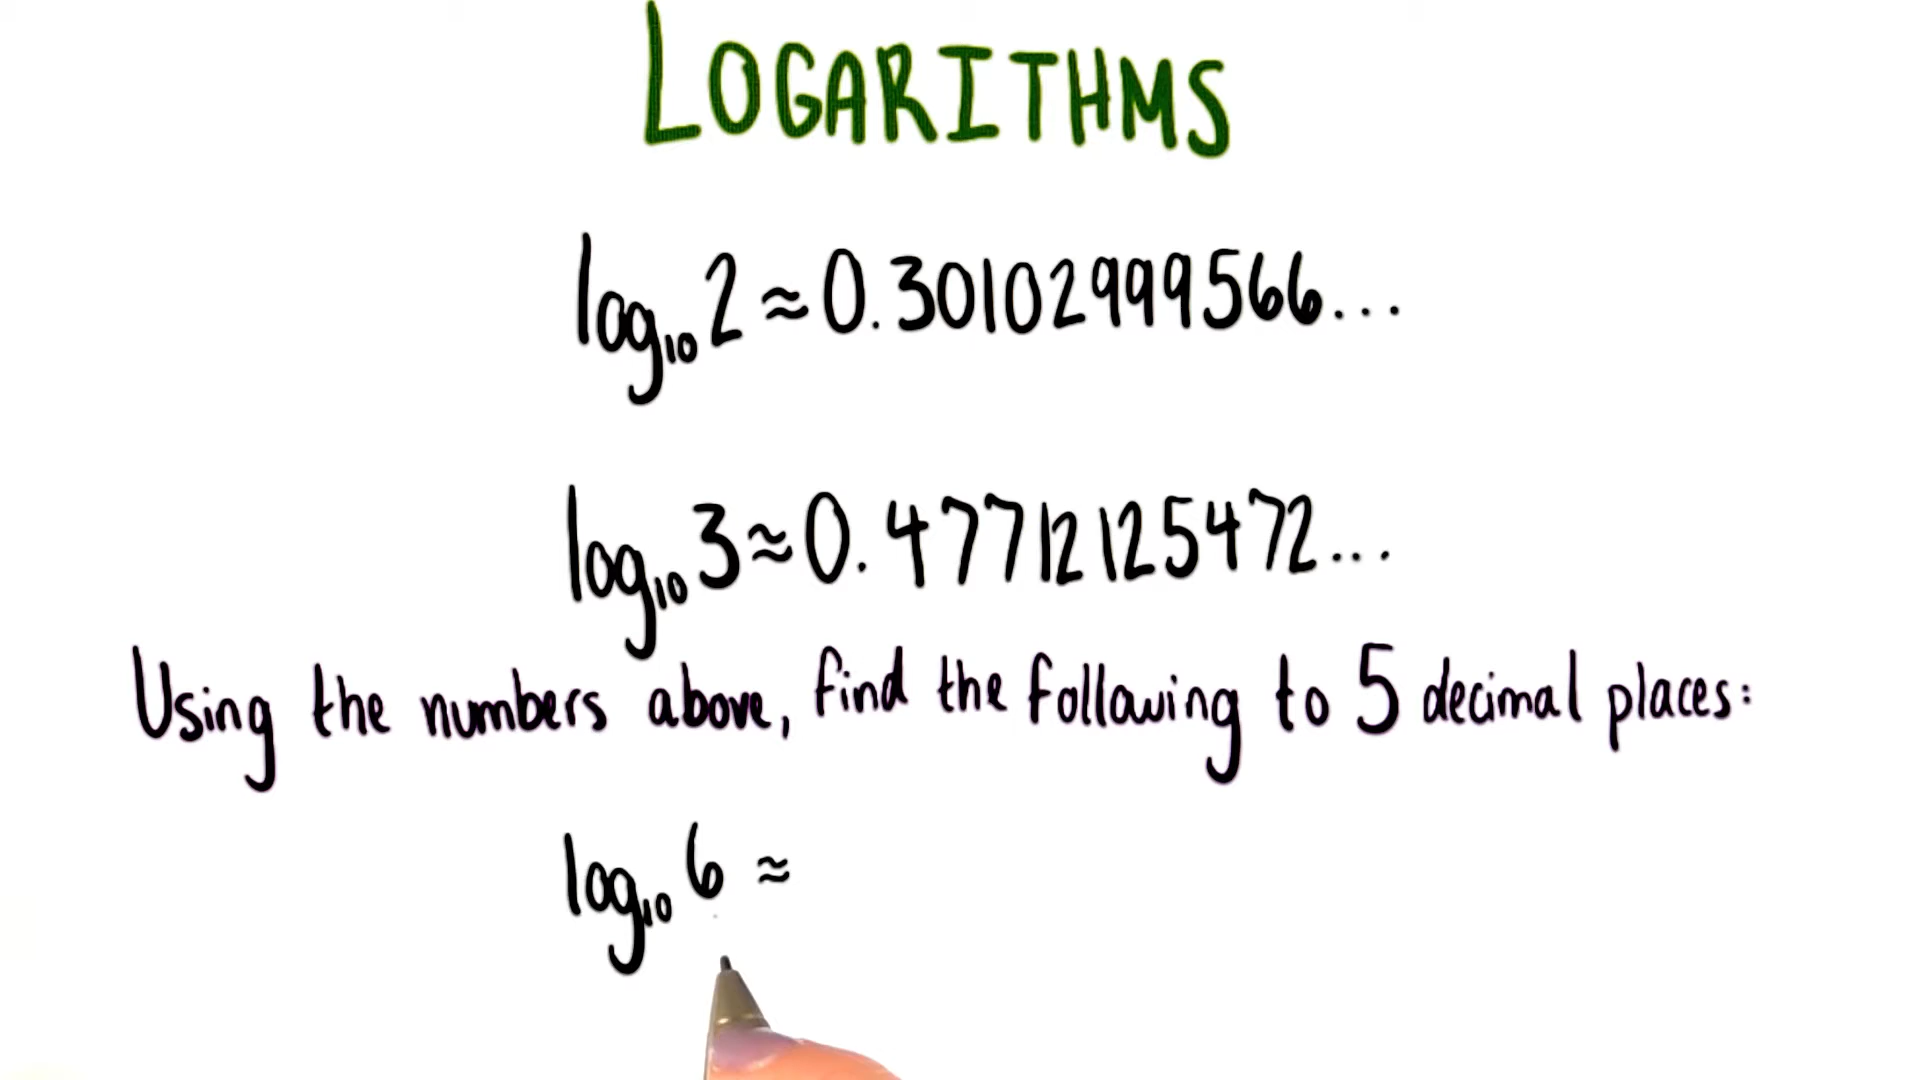 LOGARITHMS
log₁₀ 2 ≈ 0.30102999566...
log₁₀ 3 ≈ 0.47712125472...
Using the numbers above, find the following to 5 decimal places:
log₁₀ 6 ≈